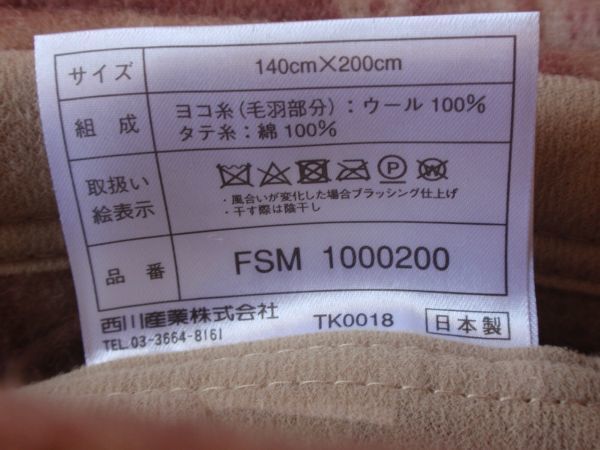 サイズ
140cm×200cm
組成
ヨコ糸(毛羽部分):ウール100%
タテ糸:綿100%
取扱い
絵表示
P W
・風合いが変化した場合ブラッシング仕上げ
・干す際は陰干し
品番
FSM 1000200
西川産業株式会社
TEL.03-3664-8161
TK0018
日本製